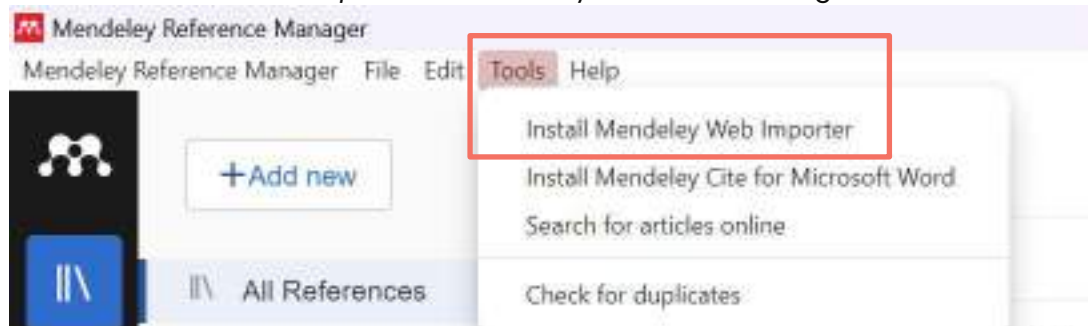 Mendeley Reference Manager
Mendeley Reference Manager File Edit Tools Help
Install Mendeley Web Importer
+Add new
Install Mendeley Cite for Microsoft Word
Search for articles online
All References
Check for duplicates